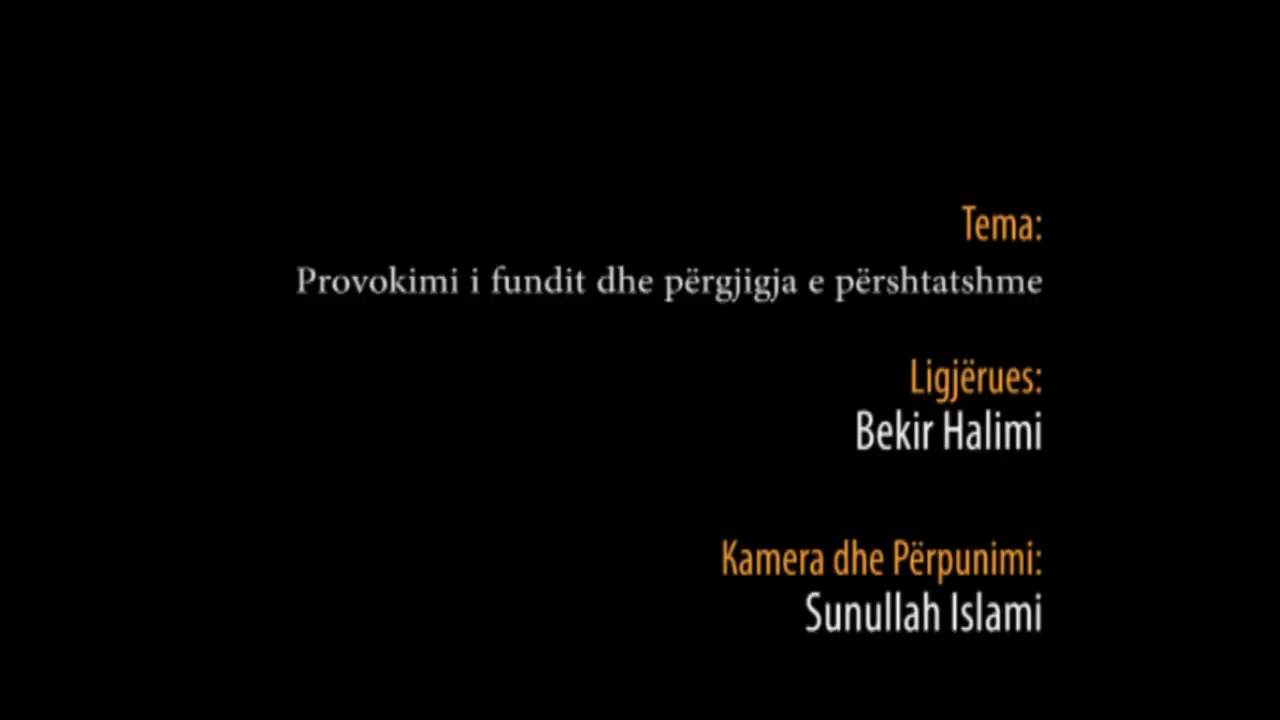 Tema:
Provokimi i fundit dhe përgjigja e përshtatshme
Ligjërues:
Bekir Halimi
Kamera dhe Përpunimi:
Sunullah Islami